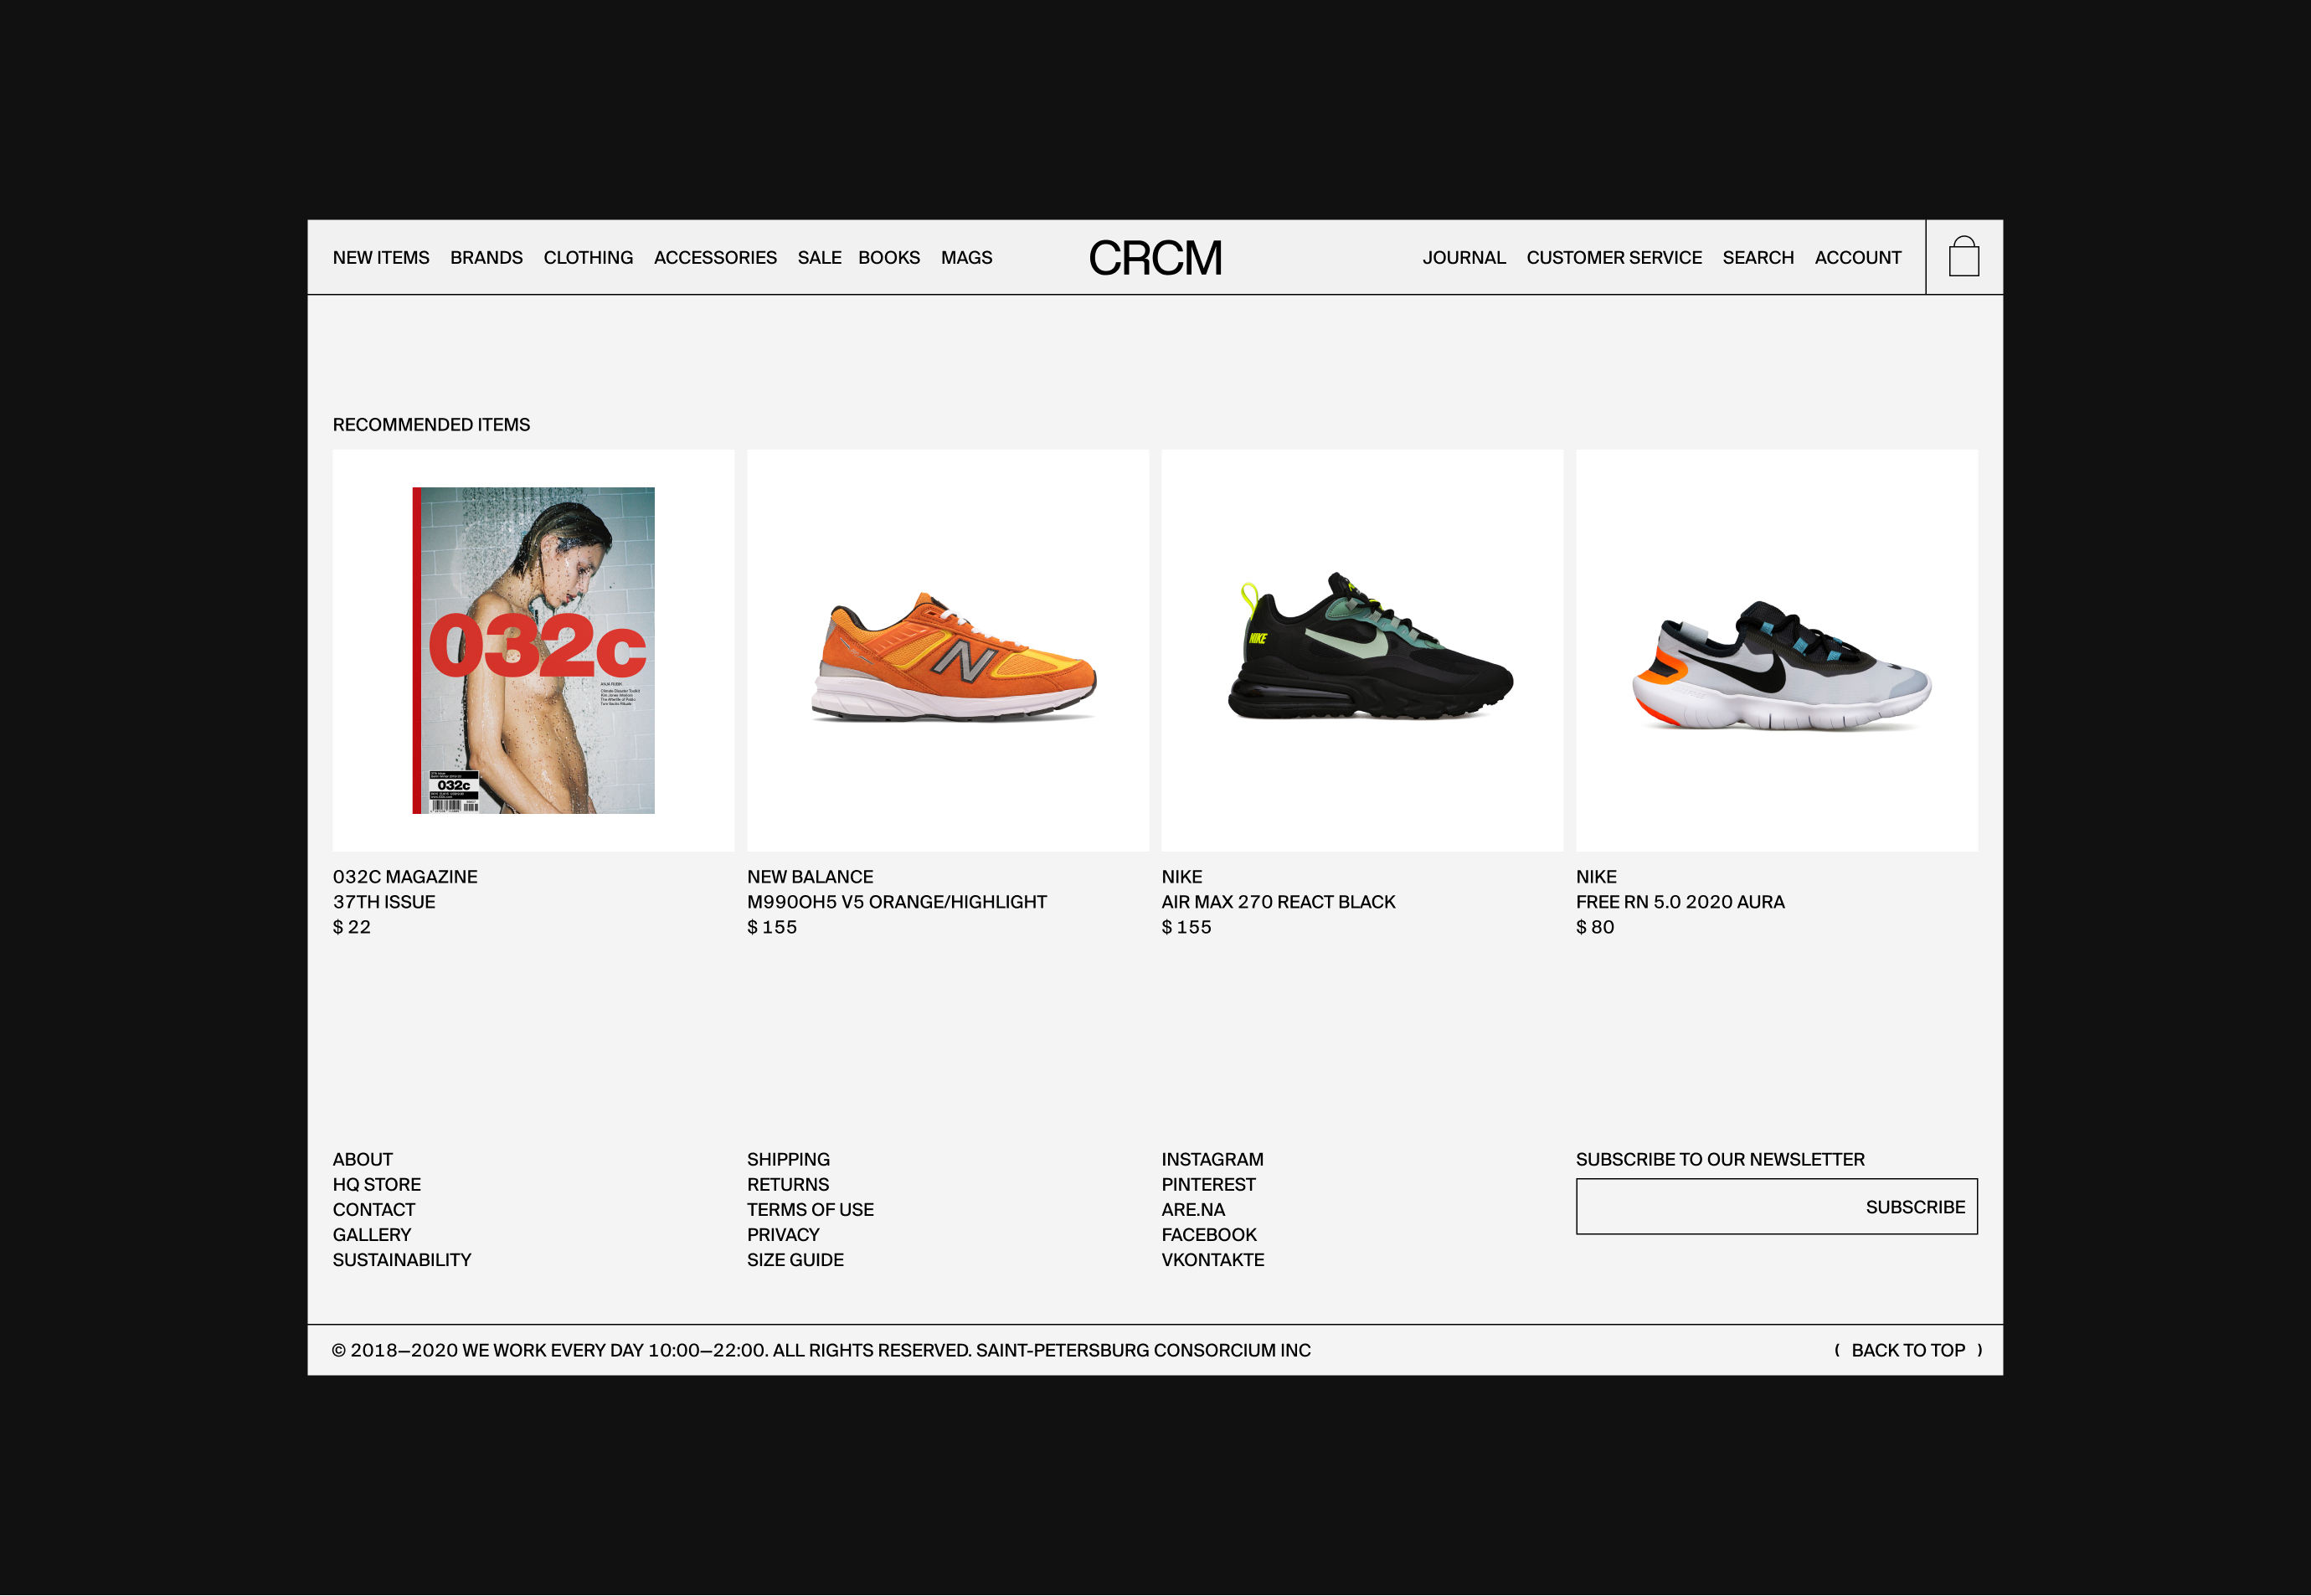 NEW ITEMS BRANDS CLOTHING ACCESSORIES SALE BOOKS MAGS
CRCM
JOURNAL CUSTOMER SERVICE SEARCH ACCOUNT
RECOMMENDED ITEMS
032c
032c
N
NIKE
032C MAGAZINE
37TH ISSUE
$ 22
NEW BALANCE
M990OH5 V5 ORANGE/HIGHLIGHT
$ 155
NIKE
AIR MAX 270 REACT BLACK
$ 155
NIKE
FREE RN 5.0 2020 AURA
$ 80
ABOUT
HQ STORE
CONTACT
GALLERY
SUSTAINABILITY
SHIPPING
RETURNS
TERMS OF USE
PRIVACY
SIZE GUIDE
INSTAGRAM
PINTEREST
ARE.NA
FACEBOOK
VKONTAKTE
SUBSCRIBE TO OUR NEWSLETTER
SUBSCRIBE
© 2018—2020 WE WORK EVERY DAY 10:00—22:00. ALL RIGHTS RESERVED. SAINT-PETERSBURG CONSORCIUM INC
( BACK TO TOP )